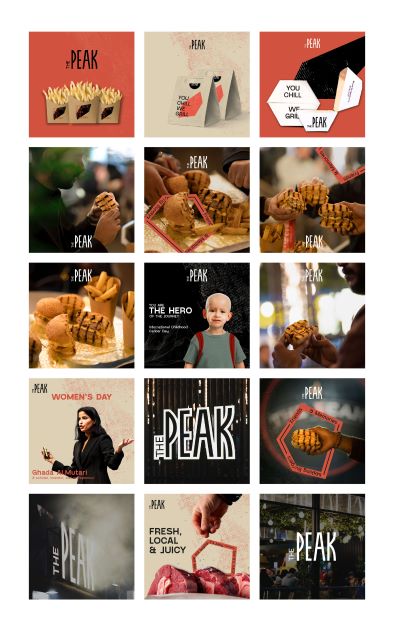 THE PEAK
THE PEAK
YOU
CHILL
WE
GRILL
THE PEAK
YOU
CHILL
WE
GRILL
THE PEAK
THE PEAK
THE PEAK
THE PEAK
THE PEAK
THE PEAK
YOU ARE
THE HERO
OF THE JOURNEY
International Childhood
Cancer Day
THE PEAK
THE PEAK
WOMEN'S DAY
Ghada Al Mutari
THE PEAK
THE PEAK
THE PEAK
THE PEAK
FRESH,
LOCAL
& JUICY
THE PEAK